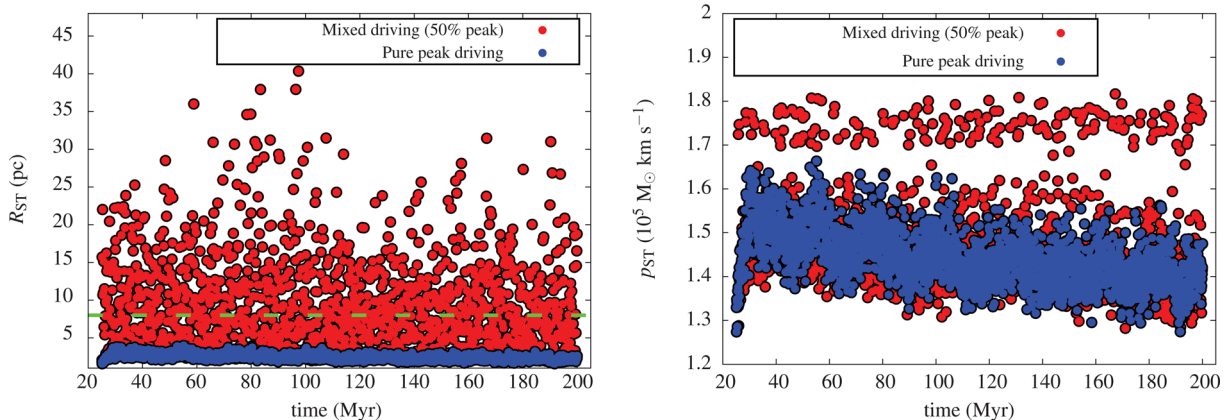 Mixed driving (50% peak)
Pure peak driving
45
40
35
30
25
20
15
10
5
20 40 60 80 100 120 140 160 180 200
time (Myr)
R_ST (pc)
Mixed driving (50% peak)
Pure peak driving
2
1.9
1.8
1.7
1.6
1.5
1.4
1.3
1.2
20 40 60 80 100 120 140 160 180 200
time (Myr)
p_ST (10⁵ M⊙ km s⁻¹)